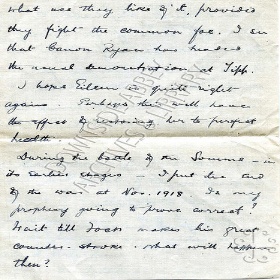 what use they like of it, provided
they fight the common foe. I see
that Canon Ryan has headed
the usual demonstration at Tipp.
I hope Eileen is quite right
again. Perhaps this will have
the effect of restoring her to perfect
health.
During the battle of the Somme - in
its earlier stages - I put the end
of the war at Nov. 1918. Is my
prophecy going to prove correct?
Wait till Foch makes his great
counter-stroke. What will happen
then?